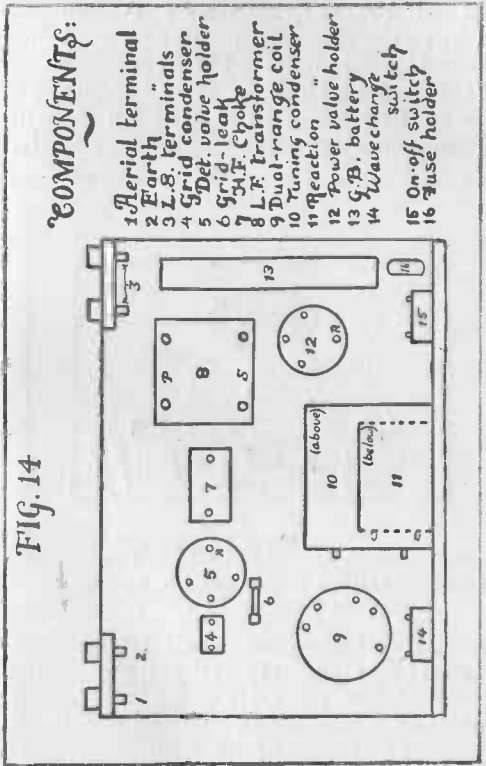 FIG. 14
COMPONENTS:
1 Aerial terminal
2 Earth "
3 L.S. terminals
4 Grid condenser
5 Det. valve holder
6 Grid-leak
7 H.F. Choke
8 L.F. transformer
9 Dual-range coil
10 Tuning condenser
11 Reaction "
12 Power valve holder
13 G.B. battery
14 Wavechange
switch
15 On-off switch
16 Fuse holder
1
2
3
4
5
A
6
7
8
P
S
9
10
(above)
11
(below)
12
A
13
14
15
16